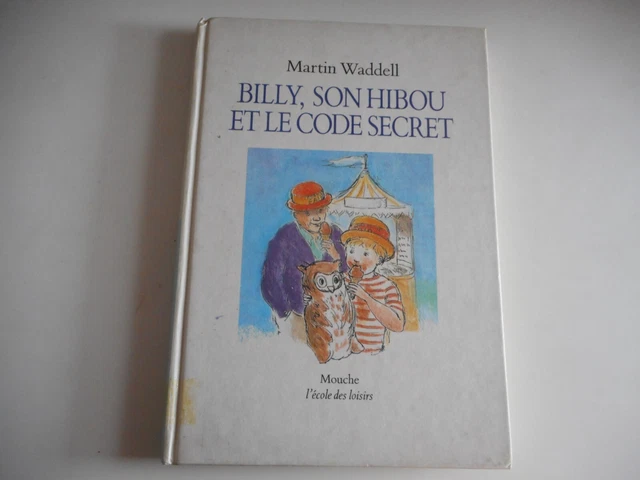 Martin Waddell
BILLY, SON HIBOU
ET LE CODE SECRET
Mouche
l'école des loisirs